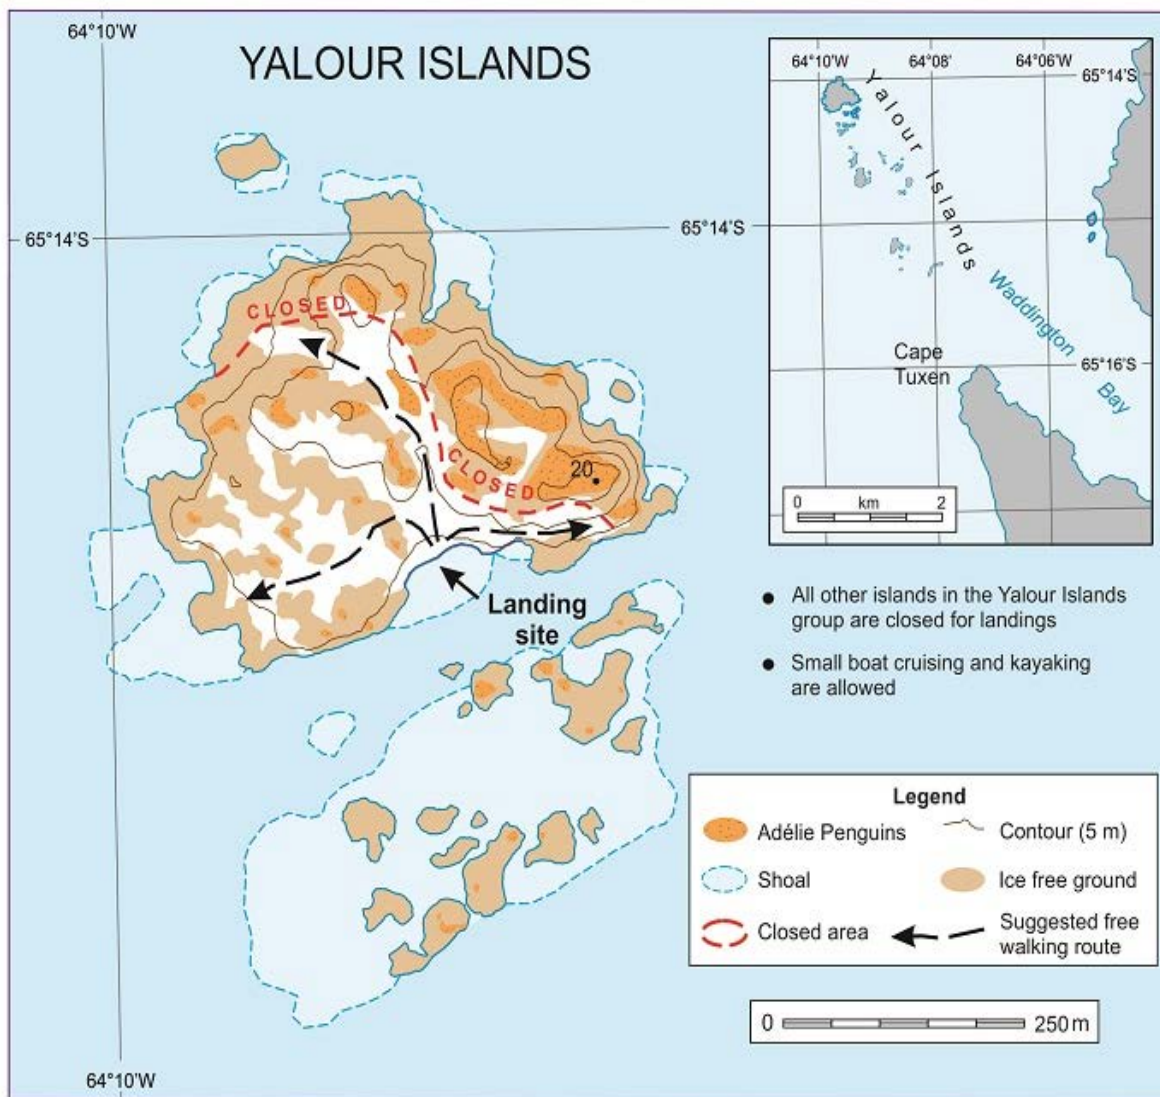 64°10'W
YALOUR ISLANDS
64°10'W
64°08'
64°06'W
65°14'S
Yalour Islands
65°14'S
65°14'S
CLOSED
Waddington
Bay
Cape
Tuxen
65°16'S
CLOSED
20
0 km 2
Landing
site
● All other islands in the Yalour Islands
group are closed for landings
● Small boat cruising and kayaking
are allowed
Legend
Adélie Penguins
Contour (5 m)
Shoal
Ice free ground
Closed area
Suggested free
walking route
0 250 m
64°10'W